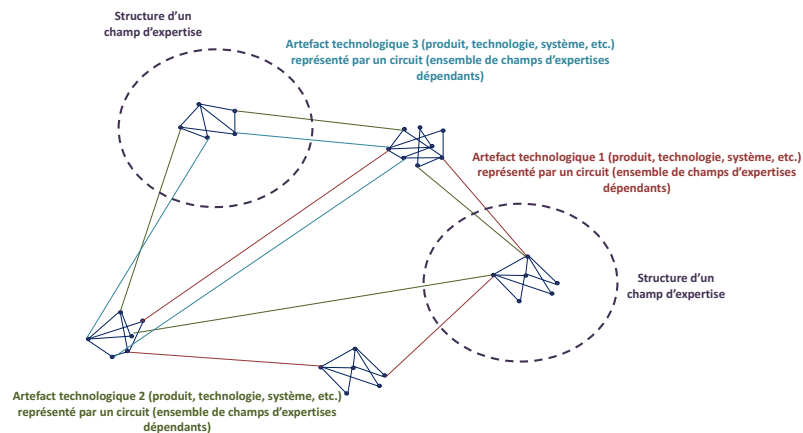 Structure d'un
champ d'expertise
Artefact technologique 3 (produit, technologie, système, etc.)
représenté par un circuit (ensemble de champs d'expertises
dépendants)
Artefact technologique 1 (produit, technologie, système, etc.)
représenté par un circuit (ensemble de champs d'expertises
dépendants)
Structure d'un
champ d'expertise
Artefact technologique 2 (produit, technologie, système, etc.)
représenté par un circuit (ensemble de champs d'expertises
dépendants)